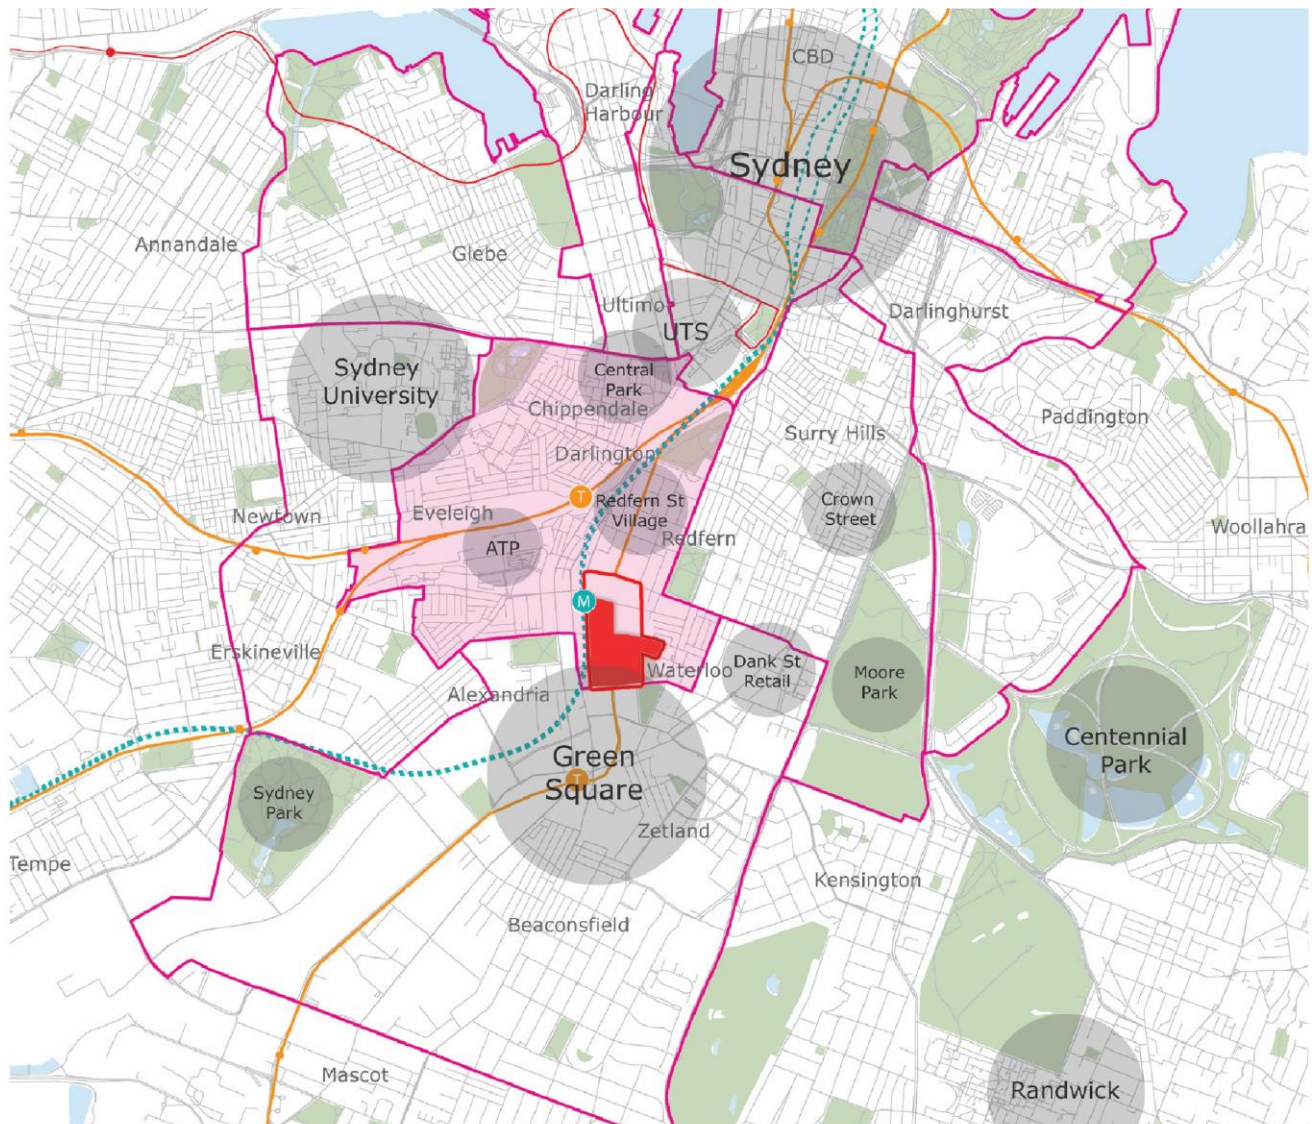 CBD
Darling
Harbour
Sydney
Annandale
Glebe
Ultimo
UTS
Darlinghurst
Sydney
University
Central
Park
Chippendale
Paddington
Surry Hills
Darlington
Redfern St
Village
T
Crown
Street
Newtown
Eveleigh
Woollahra
Redfern
ATP
M
Erskineville
Waterloo
Dank St
Retail
Moore
Park
Alexandria
Centennial
Park
Green
Square
T
Sydney
Park
Zetland
Tempe
Kensington
Beaconsfield
Mascot
Randwick